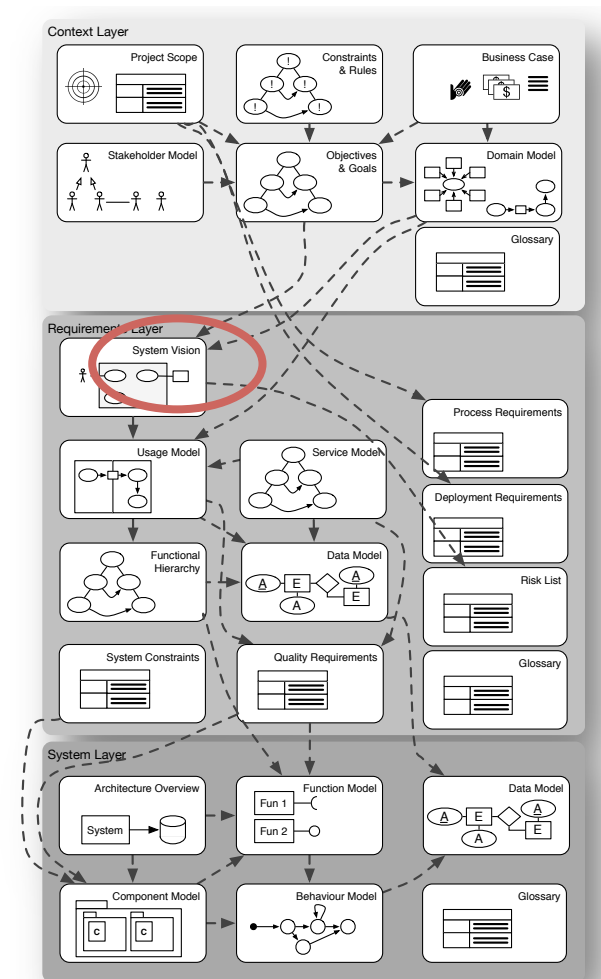 Context Layer
Project Scope
Constraints
& Rules
!
! !
! !
Business Case
$
Stakeholder Model
Objectives
& Goals
Domain Model
Glossary
Requirements Layer
System Vision
Process Requirements
Usage Model
Service Model
Deployment Requirements
Functional
Hierarchy
Data Model
A E A
A E
Risk List
System Constraints
Quality Requirements
Glossary
System Layer
Architecture Overview
System
Function Model
Fun 1
Fun 2
Data Model
A E A
A E
Component Model
C C
Behaviour Model
Glossary